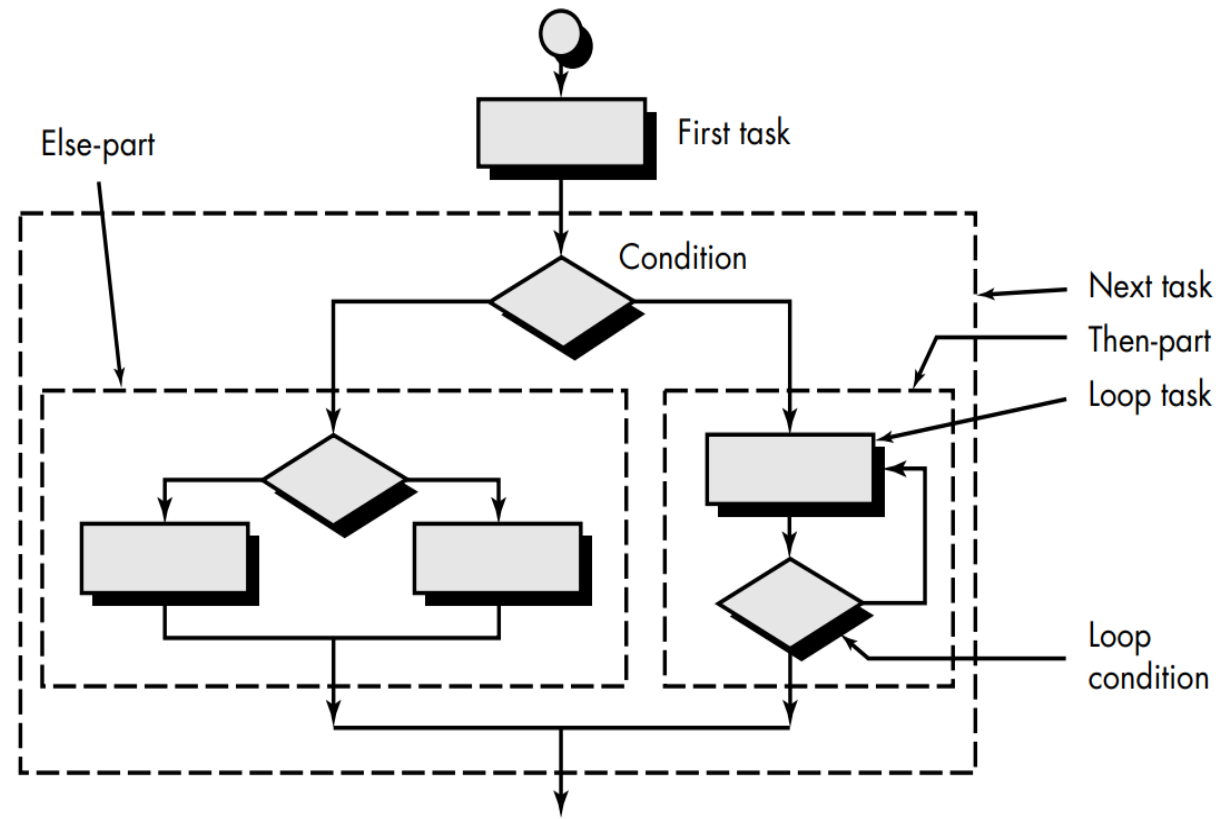 First task
Else-part
Condition
Next task
Then-part
Loop task
Loop
condition